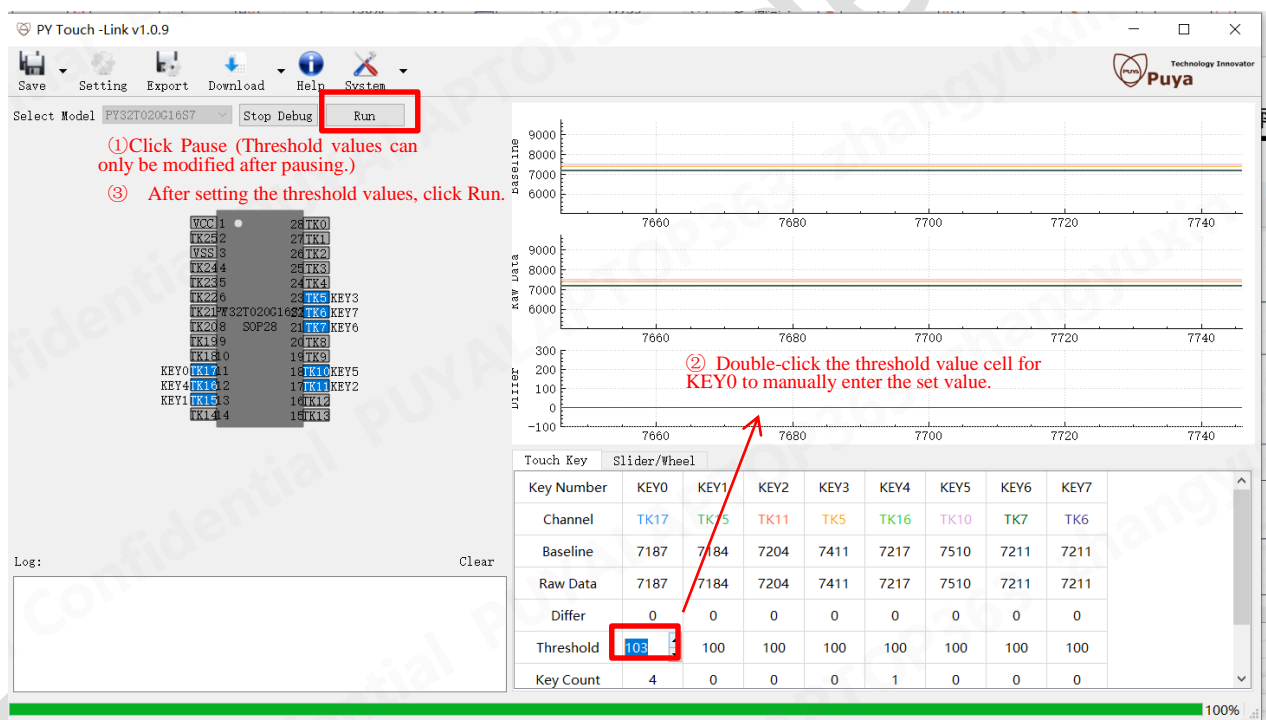 PY Touch -Link v1.0.9
Save Setting Export Download Help System
Technology Innovator
Puya
Select Model PY32T020G16S7 Stop Debug Run
①Click Pause (Threshold values can
only be modified after pausing.)
③ After setting the threshold values, click Run.
VCC 1 28 TK0
TK25 2 27 TK1
VSS 3 26 TK2
TK24 4 25 TK3
TK23 5 24 TK4
TK22 6 23 TK5 KEY3
TK21 PY32T020G16S7 TK6 KEY7
TK20 8 SOP28 21 TK7 KEY6
TK19 9 20 TK8
TK18 10 19 TK9
KEY0 TK17 11 18 TK10 KEY5
KEY4 TK16 12 17 TK11 KEY2
KEY1 TK15 13 16 TK12
TK14 14 15 TK13
Log: Clear
Baseline
9000
8000
7000
6000
7660 7680 7700 7720 7740
Raw Data
9000
8000
7000
6000
7660 7680 7700 7720 7740
Differ
300
200
100
0
-100
7660 7680 7700 7720 7740
② Double-click the threshold value cell for
KEY0 to manually enter the set value.
Touch Key Slider/Wheel
Key Number KEY0 KEY1 KEY2 KEY3 KEY4 KEY5 KEY6 KEY7
Channel TK17 TK15 TK11 TK5 TK16 TK10 TK7 TK6
Baseline 7187 7184 7204 7411 7217 7510 7211 7211
Raw Data 7187 7184 7204 7411 7217 7510 7211 7211
Differ 0 0 0 0 0 0 0 0
Threshold 103 100 100 100 100 100 100 100
Key Count 4 0 0 0 1 0 0 0
100%
Confidential PUYALAPTOP363 zhangyuxin